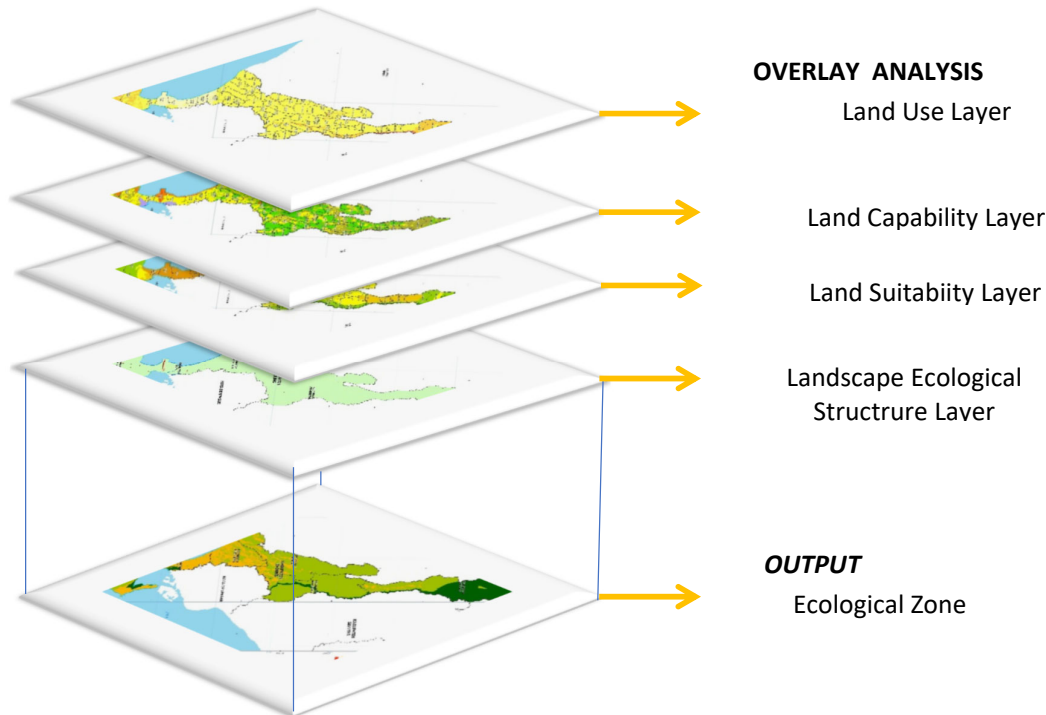 OVERLAY ANALYSIS
Land Use Layer
Land Capability Layer
Land Suitabiity Layer
Landscape Ecological
Structrure Layer
OUTPUT
Ecological Zone